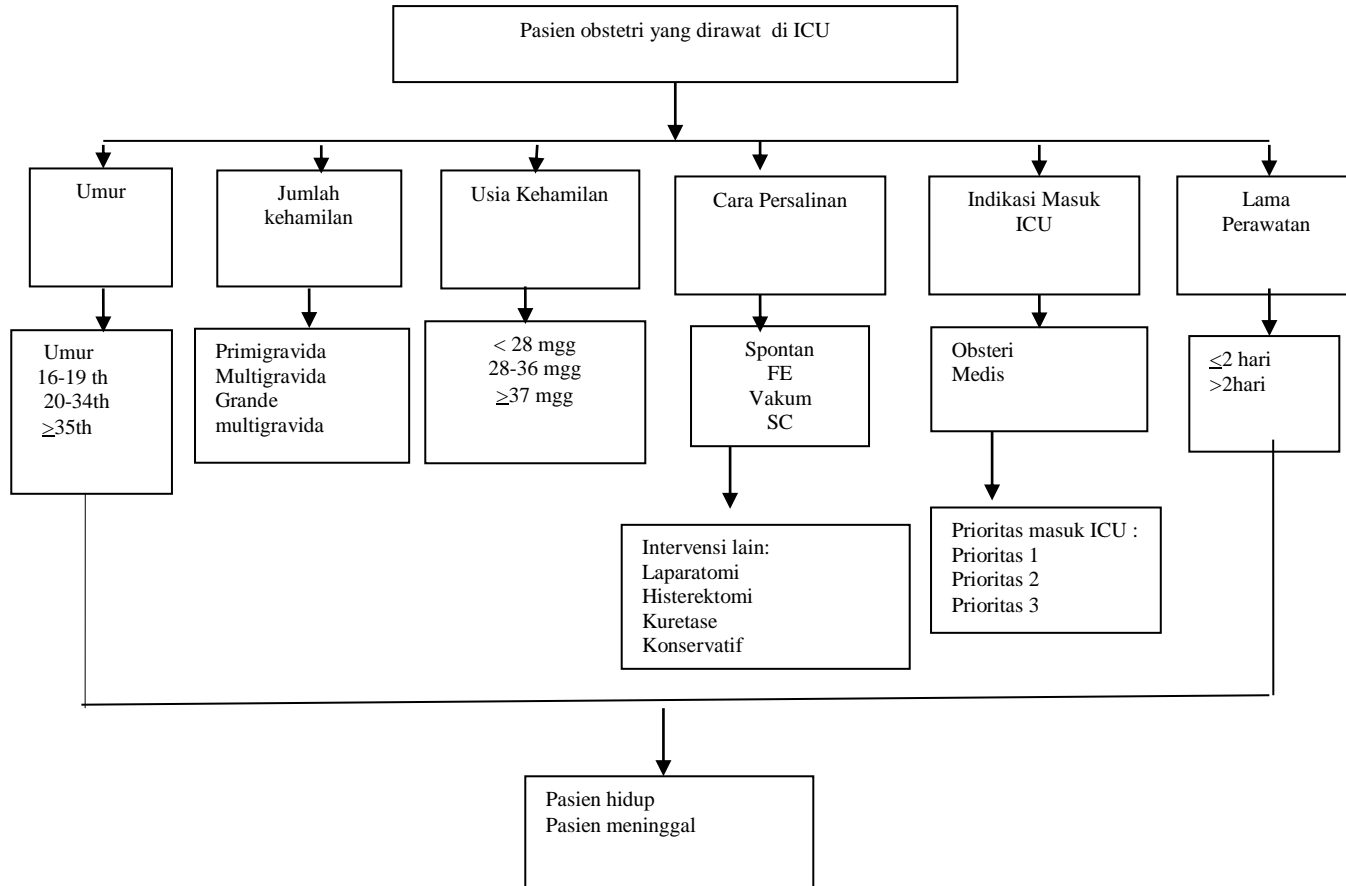 Pasien obstetri yang dirawat di ICU
Umur
Jumlah
kehamilan
Usia Kehamilan
Cara Persalinan
Indikasi Masuk
ICU
Lama
Perawatan
Umur
16-19 th
20-34th
≥35th
Primigravida
Multigravida
Grande
multigravida
< 28 mgg
28-36 mgg
≥37 mgg
Spontan
FE
Vakum
SC
Obsteri
Medis
≤2 hari
>2hari
Intervensi lain:
Laparatomi
Histerektomi
Kuretase
Konservatif
Prioritas masuk ICU :
Prioritas 1
Prioritas 2
Prioritas 3
Pasien hidup
Pasien meninggal